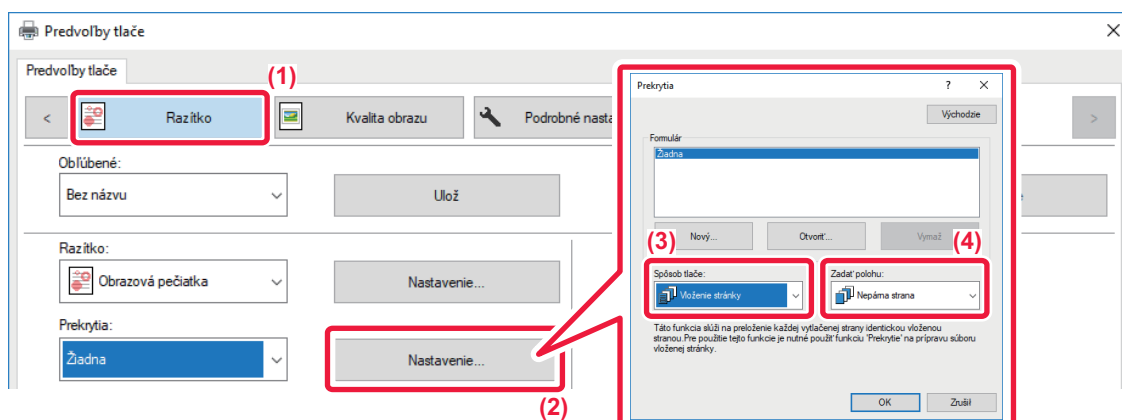 Predvoľby tlače
Predvoľby tlače
(1)
< Razítko Kvalita obrazu Podrobné nasta >
Obľúbené:
Bez názvu Ulož
Razítko:
Obrazová pečiatka Nastavenie...
Prekrytia:
Žiadna Nastavenie...
(2)
Prekrytia ? ×
Východzie
Formulár
Žiadna
Nový... Otvoriť... Vymaž
(3) (4)
Spôsob tlače: Zadať polohu:
Vloženie stránky Nepárna strana
Táto funkcia slúži na preloženie každej vytlačenej strany identickou vloženou
stranou.Pre použitie tejto funkcie je nutné použiť funkciu 'Prekrytie' na prípravu súboru
vloženej stránky.
OK Zrušiť